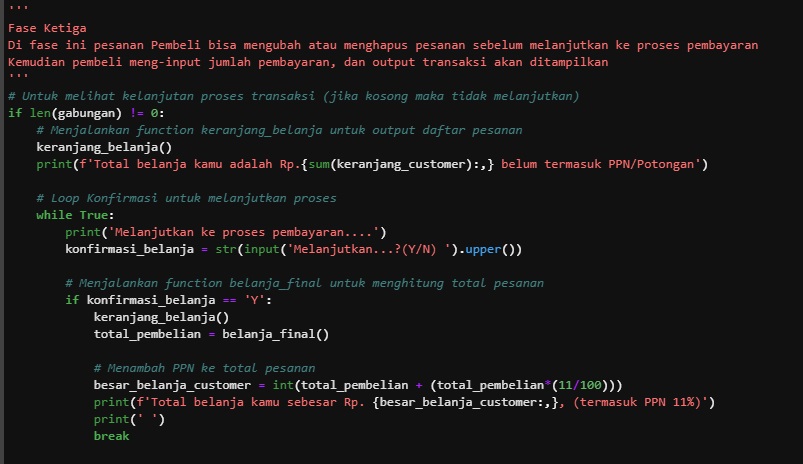 '''
Fase Ketiga
Di fase ini pesanan Pembeli bisa mengubah atau menghapus pesanan sebelum melanjutkan ke proses pembayaran
Kemudian pembeli meng-input jumlah pembayaran, dan output transaksi akan ditampilkan
'''
# Untuk melihat kelanjutan proses transaksi (jika kosong maka tidak melanjutkan)
if len(gabungan) != 0:
    # Menjalankan function keranjang_belanja untuk output daftar pesanan
    keranjang_belanja()
    print(f'Total belanja kamu adalah Rp.{sum(keranjang_customer):,} belum termasuk PPN/Potongan')

    # Loop Konfirmasi untuk melanjutkan proses
    while True:
        print('Melanjutkan ke proses pembayaran....')
        konfirmasi_belanja = str(input('Melanjutkan...?(Y/N) ').upper())

        # Menjalankan function belanja_final untuk menghitung total pesanan
        if konfirmasi_belanja == 'Y':
            keranjang_belanja()
            total_pembelian = belanja_final()

            # Menambah PPN ke total pesanan
            besar_belanja_customer = int(total_pembelian + (total_pembelian*(11/100)))
            print(f'Total belanja kamu sebesar Rp. {besar_belanja_customer:,}, (termasuk PPN 11%)')
            print(' ')
            break